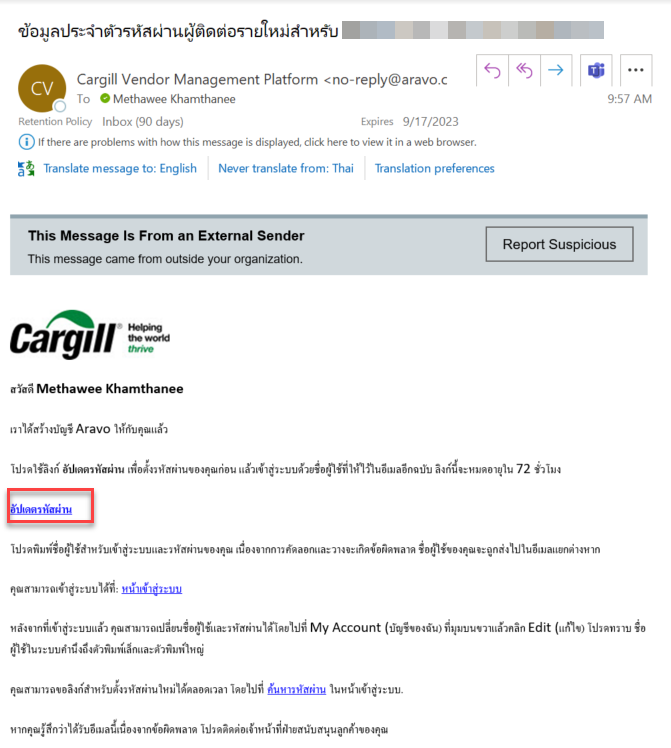 ข้อมูลประจำตัวรหัสผ่านผู้ติดต่อรายใหม่สำหรับ
CV
Cargill Vendor Management Platform <no-reply@aravo.c
To Methawee Khamthanee
9:57 AM
Retention Policy Inbox (90 days) Expires 9/17/2023
If there are problems with how this message is displayed, click here to view it in a web browser.
Translate message to: English Never translate from: Thai Translation preferences
This Message Is From an External Sender
This message came from outside your organization.
Report Suspicious
Cargill® Helping
the world
thrive
สวัสดี Methawee Khamthanee
เราได้สร้างบัญชี Aravo ให้กับคุณแล้ว
โปรดใช้ลิงก์ อัปเดตรหัสผ่าน เพื่อตั้งรหัสผ่านของคุณก่อน แล้วเข้าสู่ระบบด้วยชื่อผู้ใช้ที่ให้ไว้ในอีเมลอีกฉบับ ลิงก์นี้จะหมดอายุใน 72 ชั่วโมง
อัปเดตรหัสผ่าน
โปรดพิมพ์ชื่อผู้ใช้สำหรับเข้าสู่ระบบและรหัสผ่านของคุณ เนื่องจากการคัดลอกและวางจะเกิดข้อผิดพลาด ชื่อผู้ใช้ของคุณจะถูกส่งไปในอีเมลแยกต่างหาก
คุณสามารถเข้าสู่ระบบได้ที่: หน้าเข้าสู่ระบบ
หลังจากที่เข้าสู่ระบบแล้ว คุณสามารถเปลี่ยนชื่อผู้ใช้และรหัสผ่านได้โดยไปที่ My Account (บัญชีของฉัน) ที่มุมบนขวาแล้วคลิก Edit (แก้ไข) โปรดทราบ ชื่อ
ผู้ใช้ในระบบคำนึงถึงตัวพิมพ์เล็กและตัวพิมพ์ใหญ่
คุณสามารถขอลิงก์สำหรับตั้งรหัสผ่านใหม่ได้ตลอดเวลา โดยไปที่ ค้นหารหัสผ่าน ในหน้าเข้าสู่ระบบ.
หากคุณรู้สึกว่าได้รับอีเมลนี้เนื่องจากข้อผิดพลาด โปรดติดต่อเจ้าหน้าที่ฝ่ายสนับสนุนลูกค้าของคุณ